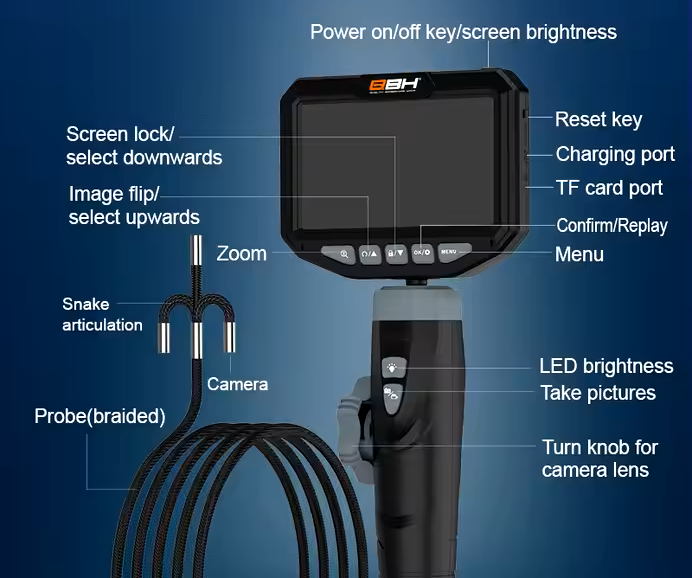 Power on/off key/screen brightness
BBH
Reset key
Screen lock/
select downwards
Charging port
TF card port
Image flip/
select upwards
Confirm/Replay
Zoom
Menu
OK/
MENU
Snake
articulation
LED brightness
Camera
Take pictures
Probe(braided)
Turn knob for
camera lens